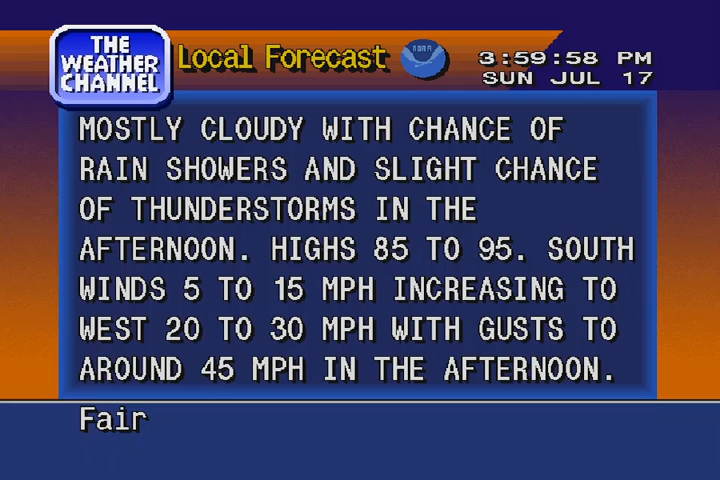 THE
WEATHER
CHANNEL
Local Forecast
NOAA
3:59:58 PM
SUN JUL 17
MOSTLY CLOUDY WITH CHANCE OF
RAIN SHOWERS AND SLIGHT CHANCE
OF THUNDERSTORMS IN THE
AFTERNOON. HIGHS 85 TO 95. SOUTH
WINDS 5 TO 15 MPH INCREASING TO
WEST 20 TO 30 MPH WITH GUSTS TO
AROUND 45 MPH IN THE AFTERNOON.
Fair